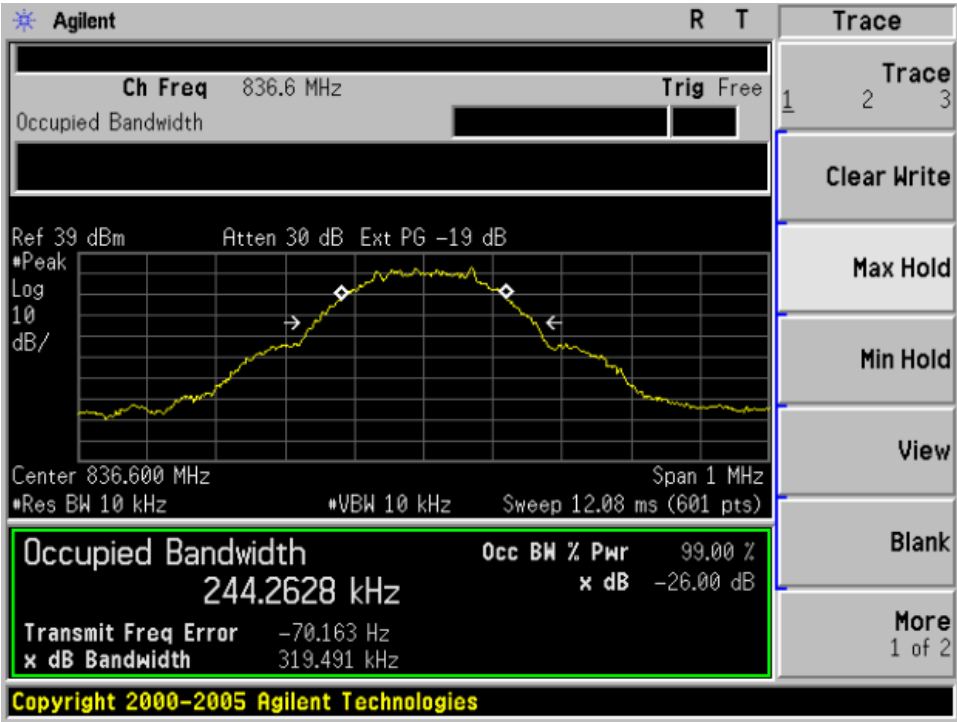 Agilent R T
Ch Freq 836.6 MHz Trig Free
Occupied Bandwidth
Ref 39 dBm Atten 30 dB Ext PG -19 dB
#Peak
Log
10
dB/
Center 836.600 MHz Span 1 MHz
#Res BW 10 kHz #VBW 10 kHz Sweep 12.08 ms (601 pts)
Occupied Bandwidth
244.2628 kHz
Occ BW % Pwr 99.00 %
x dB -26.00 dB
Transmit Freq Error -70.163 Hz
x dB Bandwidth 319.491 kHz
Copyright 2000-2005 Agilent Technologies
Trace
Trace
1 2 3
Clear Write
Max Hold
Min Hold
View
Blank
More
1 of 2